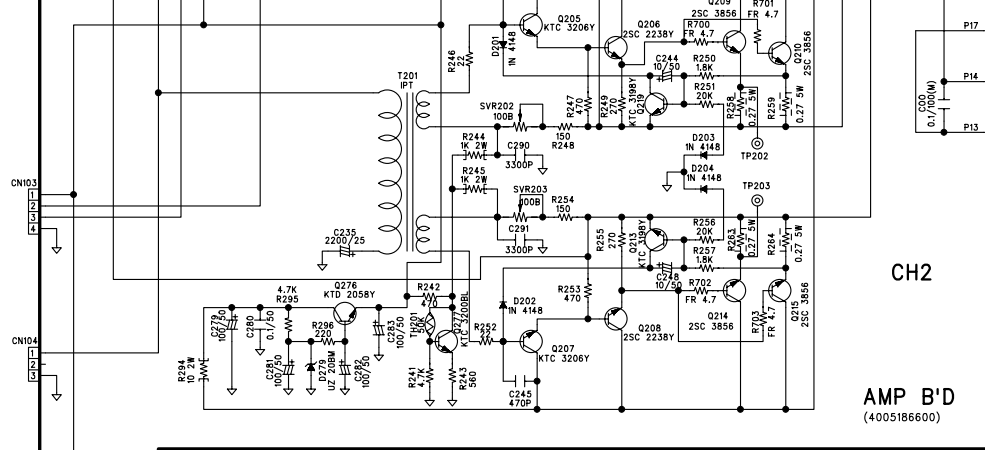 Q205
KTC 3206Y
D201
1N 4148
R246
22
Q206
2SC 2238Y
Q209
2SC 3856
R700
FR 4.7
R701
FR 4.7
Q210
2SC 3856
C244
10/50
R250
1.8K
R251
20K
T201
IPT
SVR202
100B
R247
470
R249
270
KTC 3198Y
Q219
R258
0.27 5W
R259
0.27 5W
150
R248
TP202
R244
1K 2W
C290
3300P
R245
1K 2W
D203
1N 4148
D204
1N 4148
TP203
SVR203
100B
R254
150
C291
3300P
R255
270
Q213
KTC 3198Y
R256
20K
R257
1.8K
R263
0.27 5W
R264
0.27 5W
C248
10/50
R702
FR 4.7
Q214
2SC 3856
R703
FR 4.7
Q215
2SC 3856
C00
0.1/100(M)
P17
P14
P13
CN103
1
2
3
4
C235
2200/25
CH2
4.7K
R295
Q276
KTD 2058Y
R242
470
C279
100/50
C280
0.1/50
R296
220
C283
100/50
TH201
50K
Q277
KTC 3200BL
R252
22
D202
1N 4148
R253
470
Q207
KTC 3206Y
Q208
2SC 2238Y
CN104
1
2
3
R294
10 2W
C281
100/50
D279
UZ 20BM
C282
100/50
R241
4.7K
R243
560
C245
470P
AMP B'D
(4005186600)